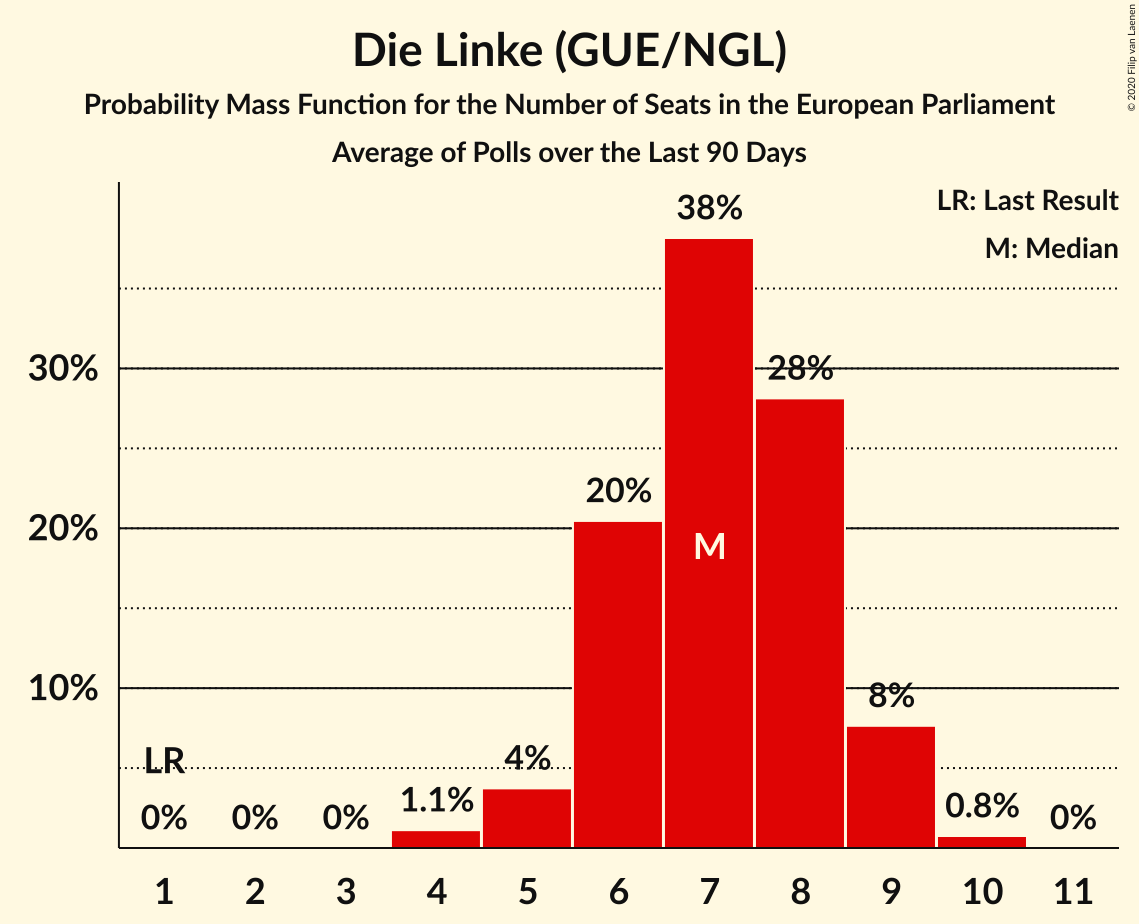 © 2020 Filip van Laenen
Die Linke (GUE/NGL)
Probability Mass Function for the Number of Seats in the European Parliament
Average of Polls over the Last 90 Days
LR: Last Result
M: Median
38%
30%
28%
20%
20%
M
10%
8%
LR
4%
0%
0%
0%
1.1%
0.8%
0%
1 2 3 4 5 6 7 8 9 10 11